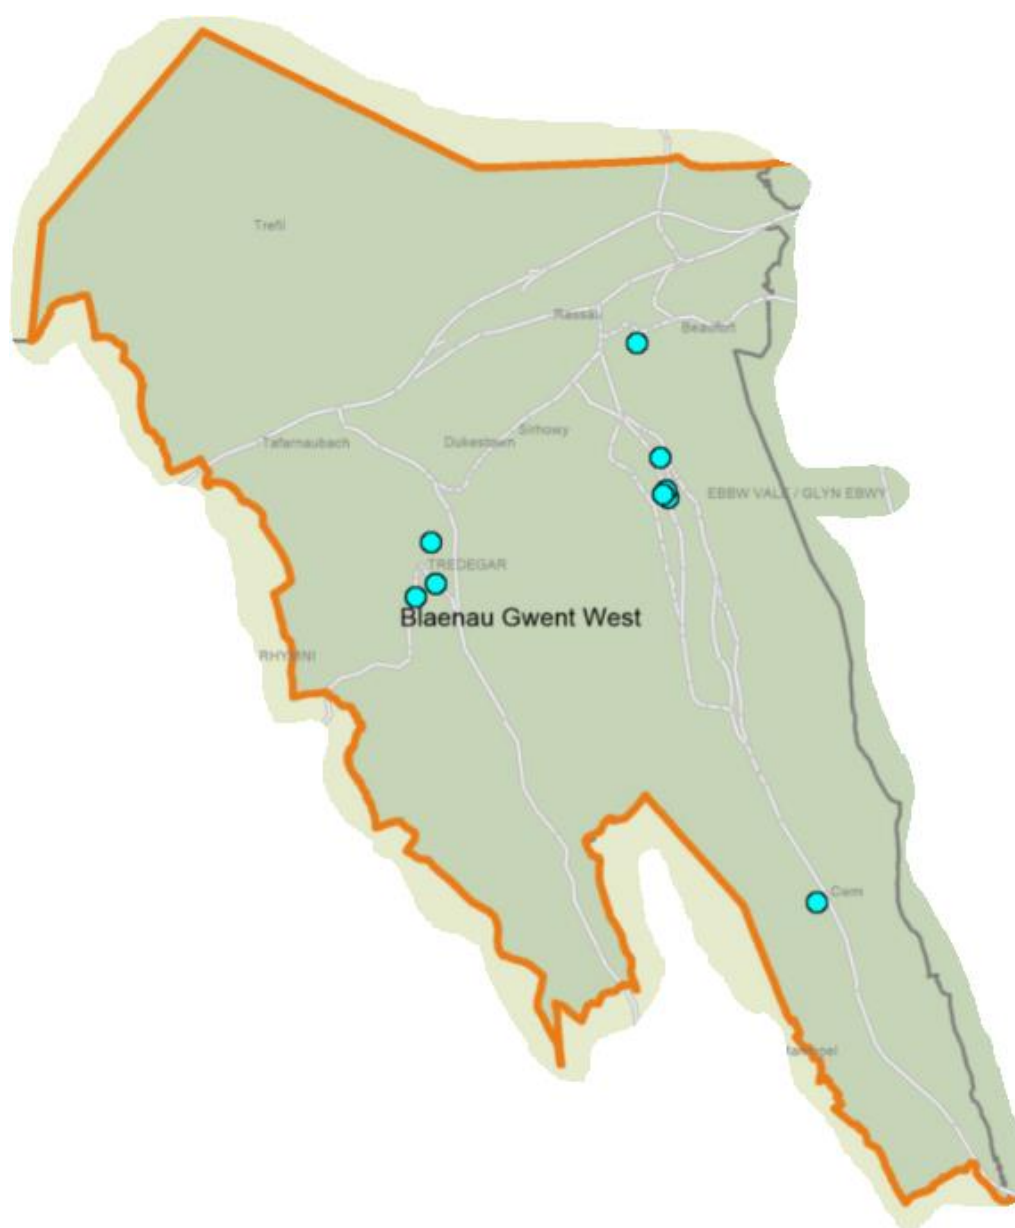 Trefil
Rassau
Beaufort
Sirhowy
Tafarnaubach
Dukestown
EBBW VALE / GLYN EBWY
TREDEGAR
Blaenau Gwent West
RHYMNI
Cwm